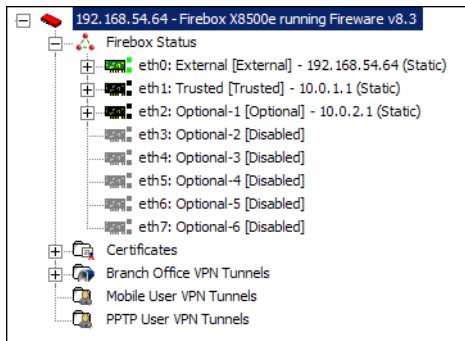 192.168.54.64 - Firebox X8500e running Fireware v8.3
Firebox Status
eth0: External [External] - 192.168.54.64 (Static)
eth1: Trusted [Trusted] - 10.0.1.1 (Static)
eth2: Optional-1 [Optional] - 10.0.2.1 (Static)
eth3: Optional-2 [Disabled]
eth4: Optional-3 [Disabled]
eth5: Optional-4 [Disabled]
eth6: Optional-5 [Disabled]
eth7: Optional-6 [Disabled]
Certificates
Branch Office VPN Tunnels
Mobile User VPN Tunnels
PPTP User VPN Tunnels